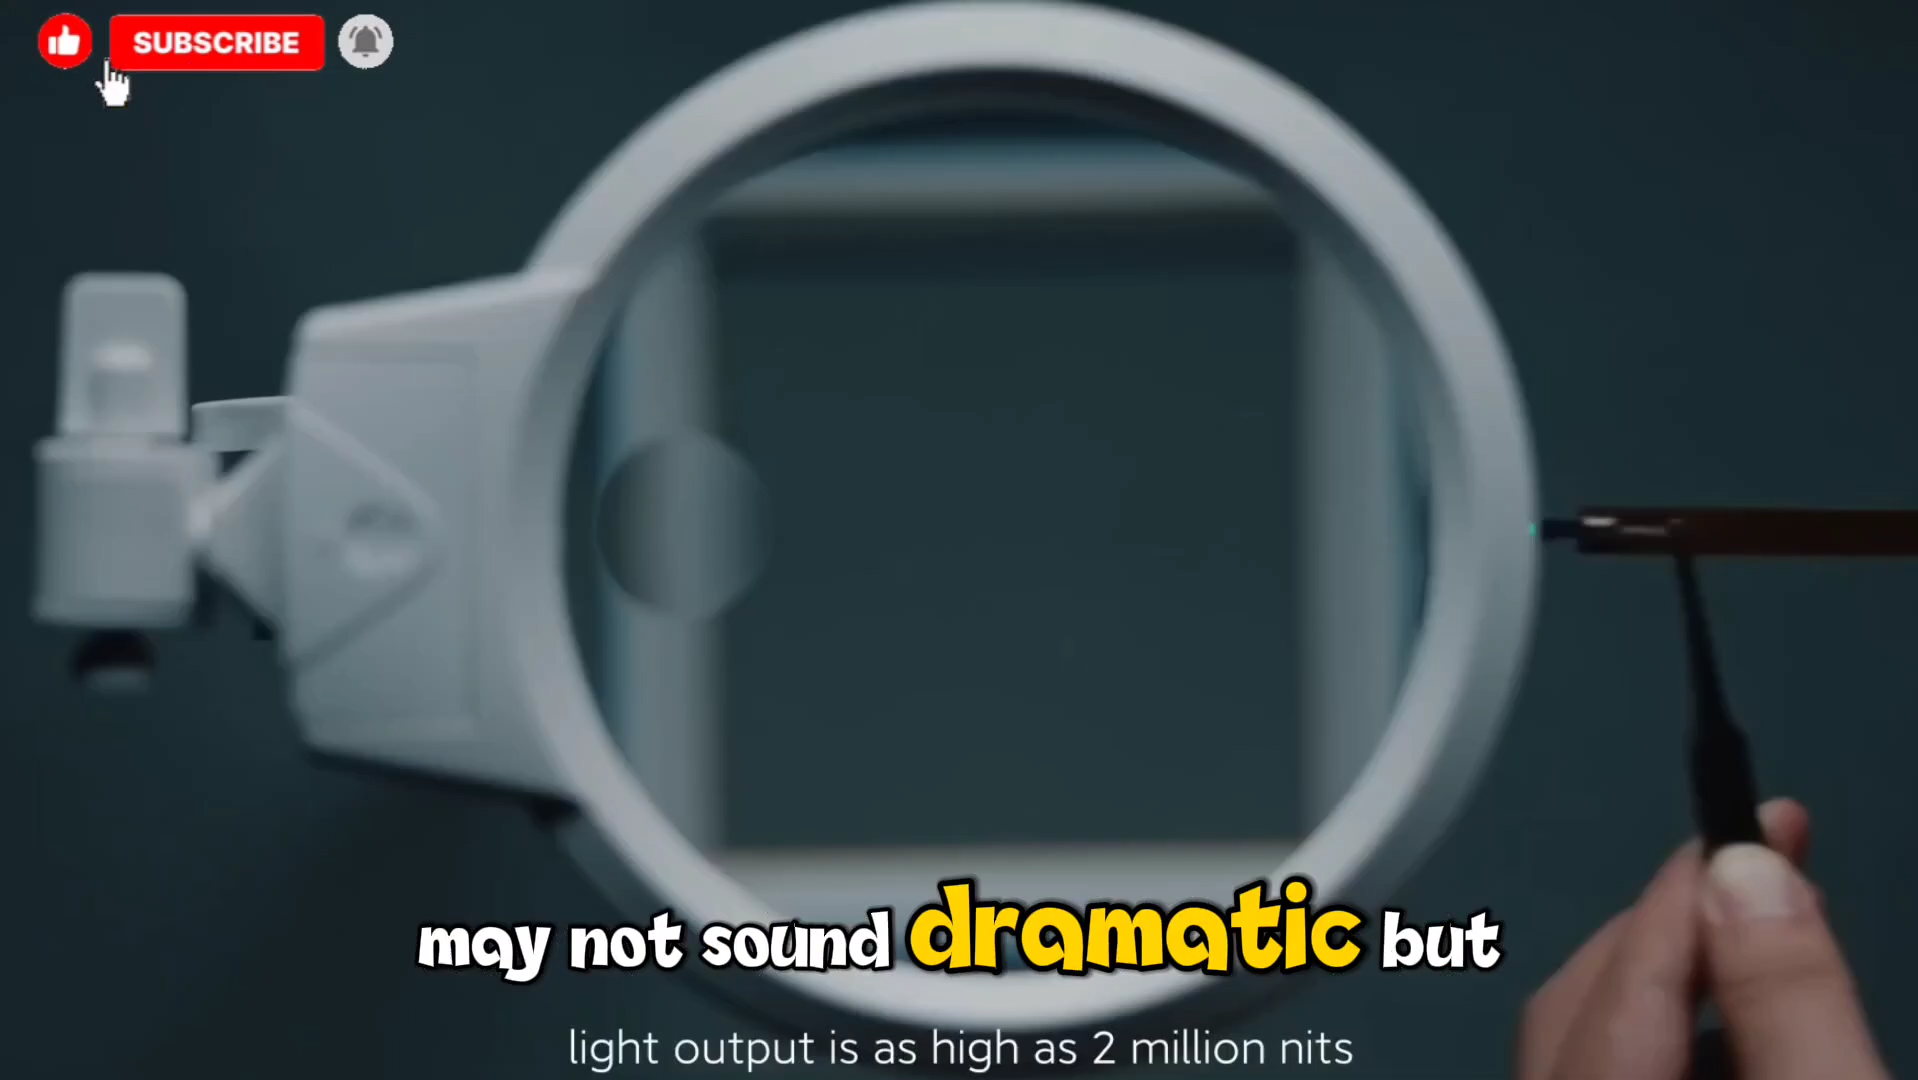 SUBSCRIBE
may not sound dramatic but
light output is as high as 2 million nits